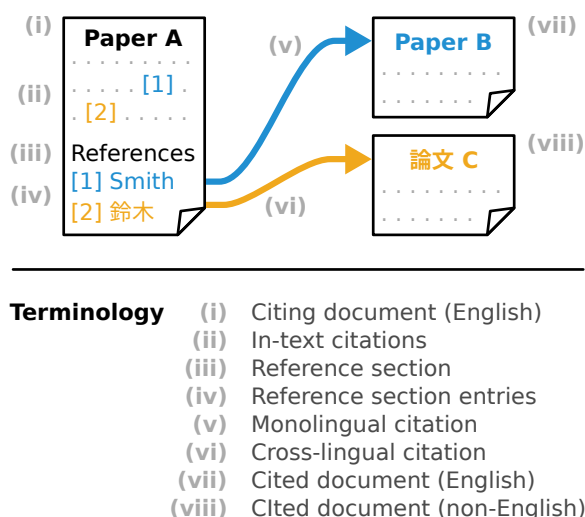 (i)
Paper A
. . . . . . . . . .
(ii)
. . . . . [1] .
. [2] . . . . .
(iii)
References
(iv)
[1] Smith
[2] 鈴木
(v)
(vi)
Paper B
. . . . . . . . . .
. . . . . . .
(vii)
論文 C
. . . . . . . . . .
. . . . . . .
(viii)
Terminology
(i) Citing document (English)
(ii) In-text citations
(iii) Reference section
(iv) Reference section entries
(v) Monolingual citation
(vi) Cross-lingual citation
(vii) Cited document (English)
(viii) CIted document (non-English)